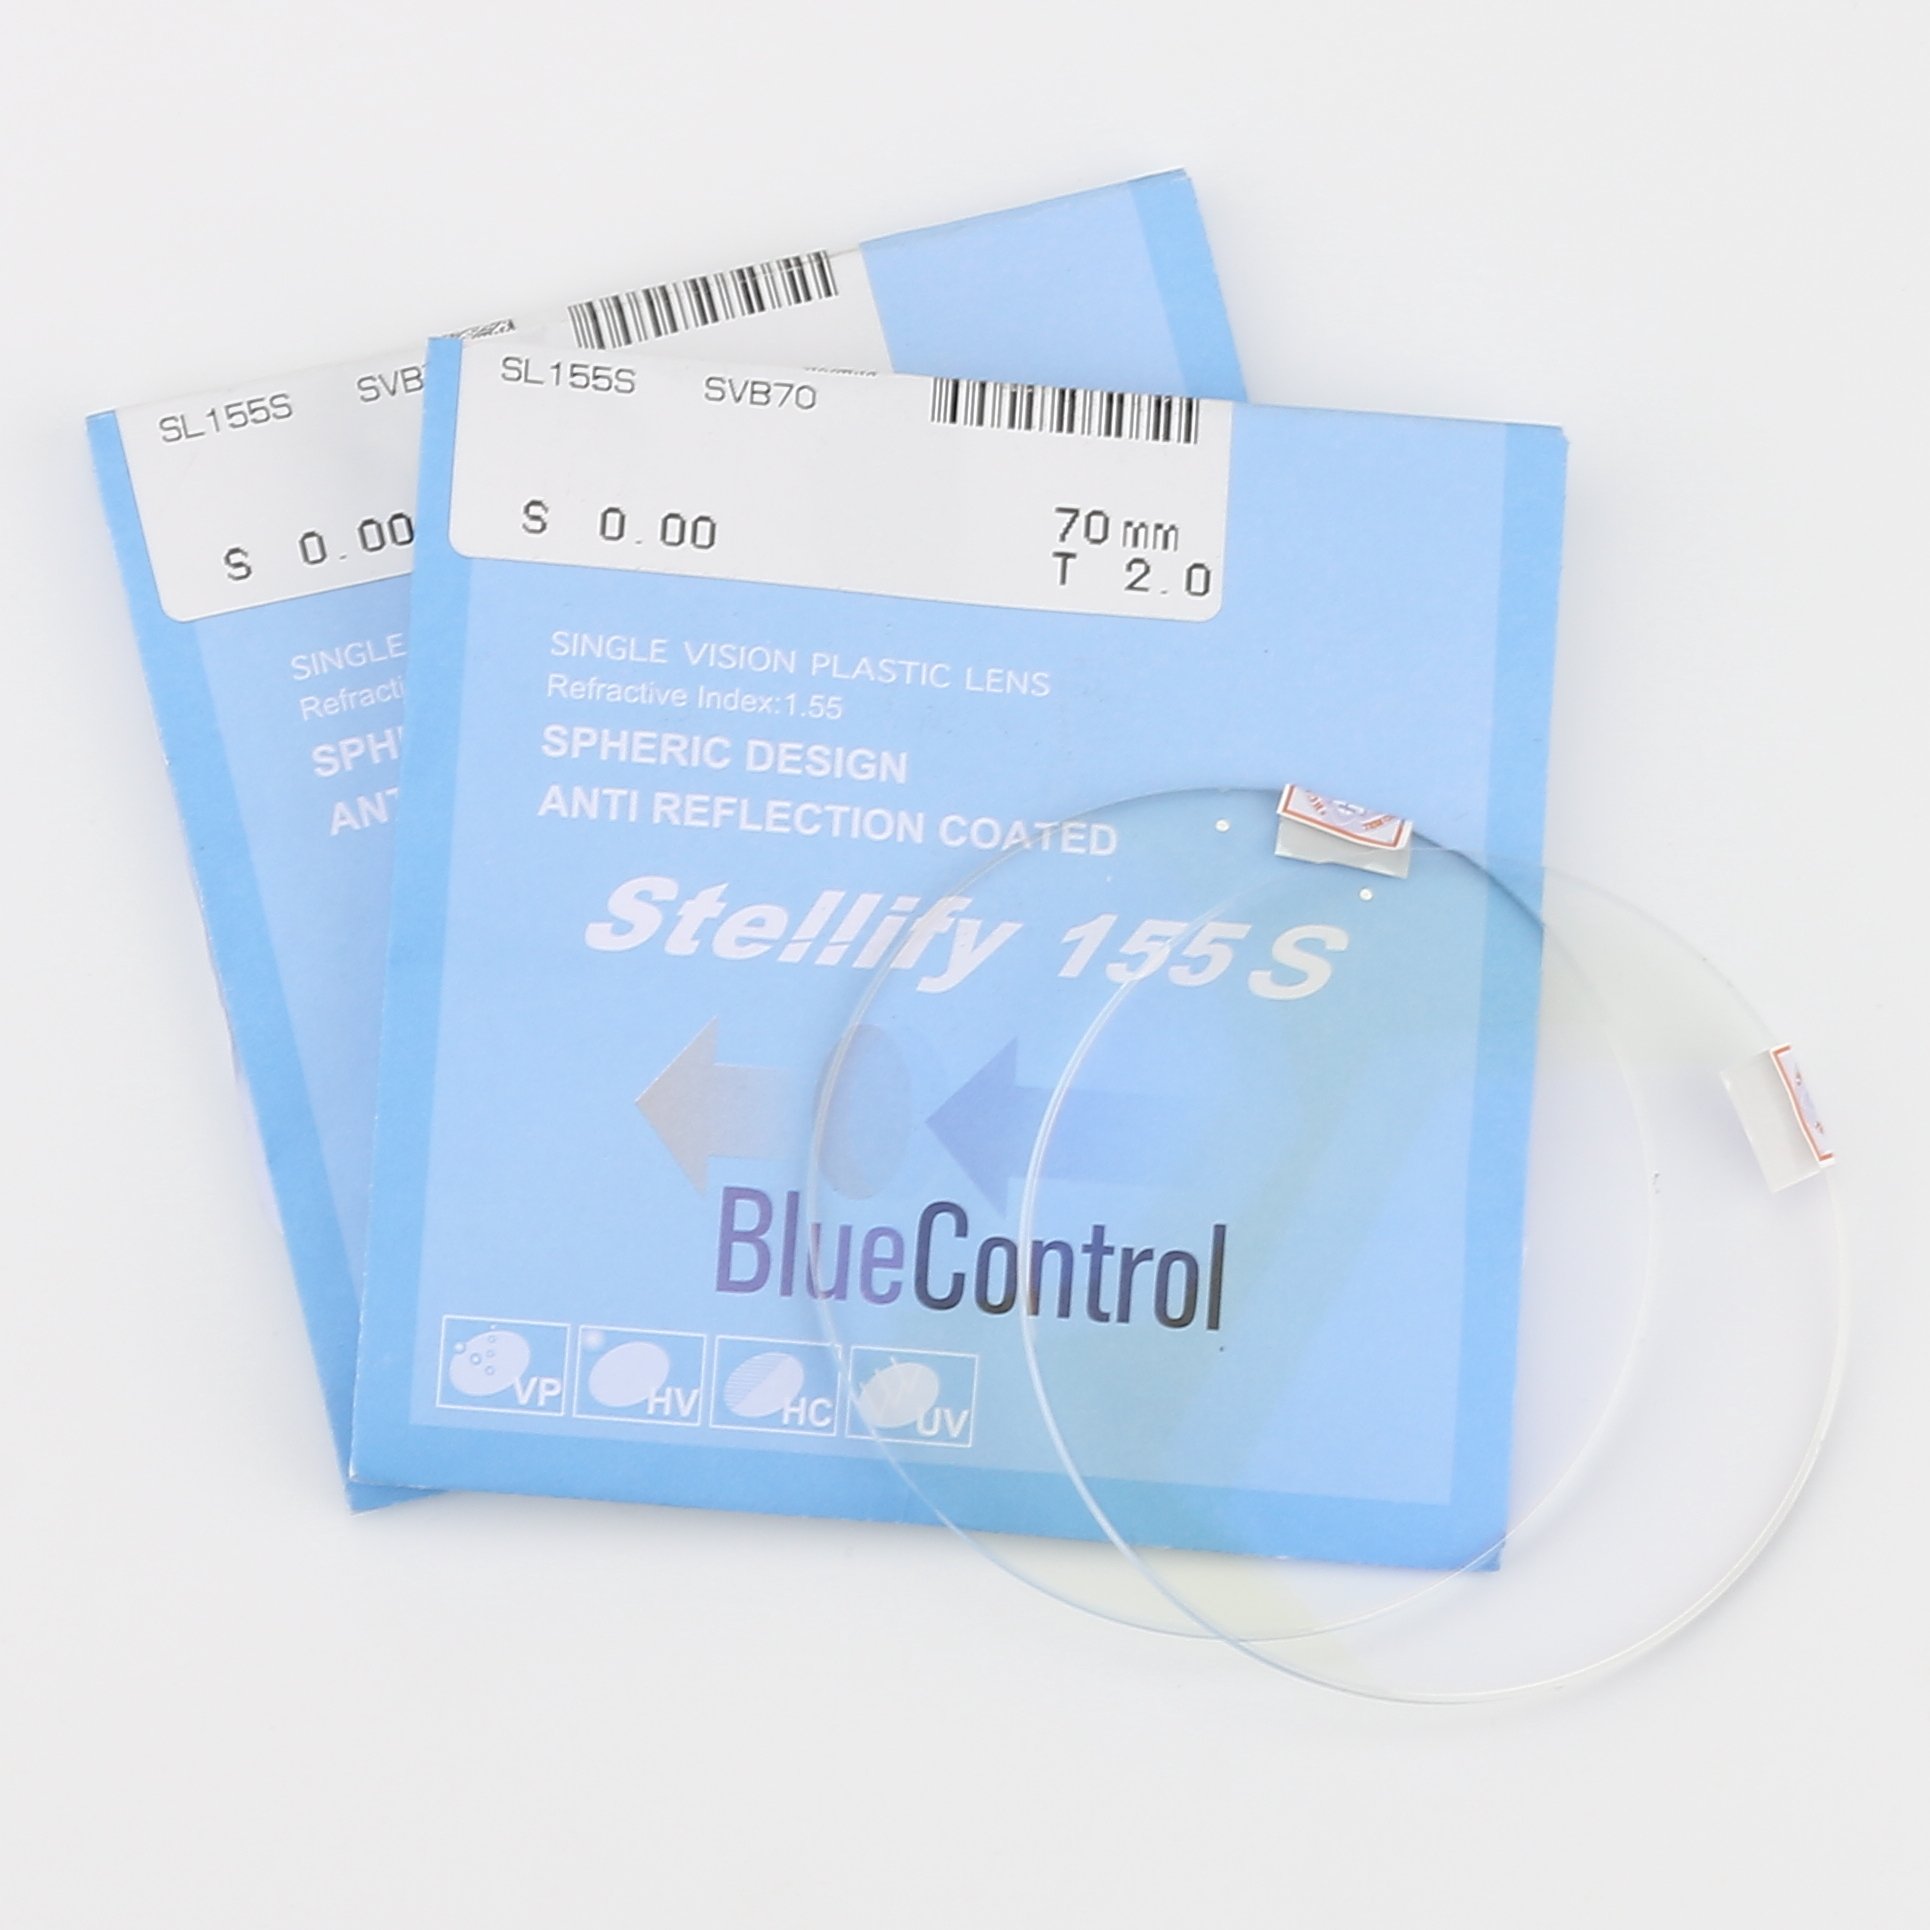 SL155S SVB70
S 0.00 70mm
T 2.0
SINGLE VISION PLASTIC LENS
Refractive Index:1.55
SPHERIC DESIGN
ANTI REFLECTION COATED
Stellify 155S
BlueControl
VP HV HC UV
SL155S
S 0.00
SINGLE